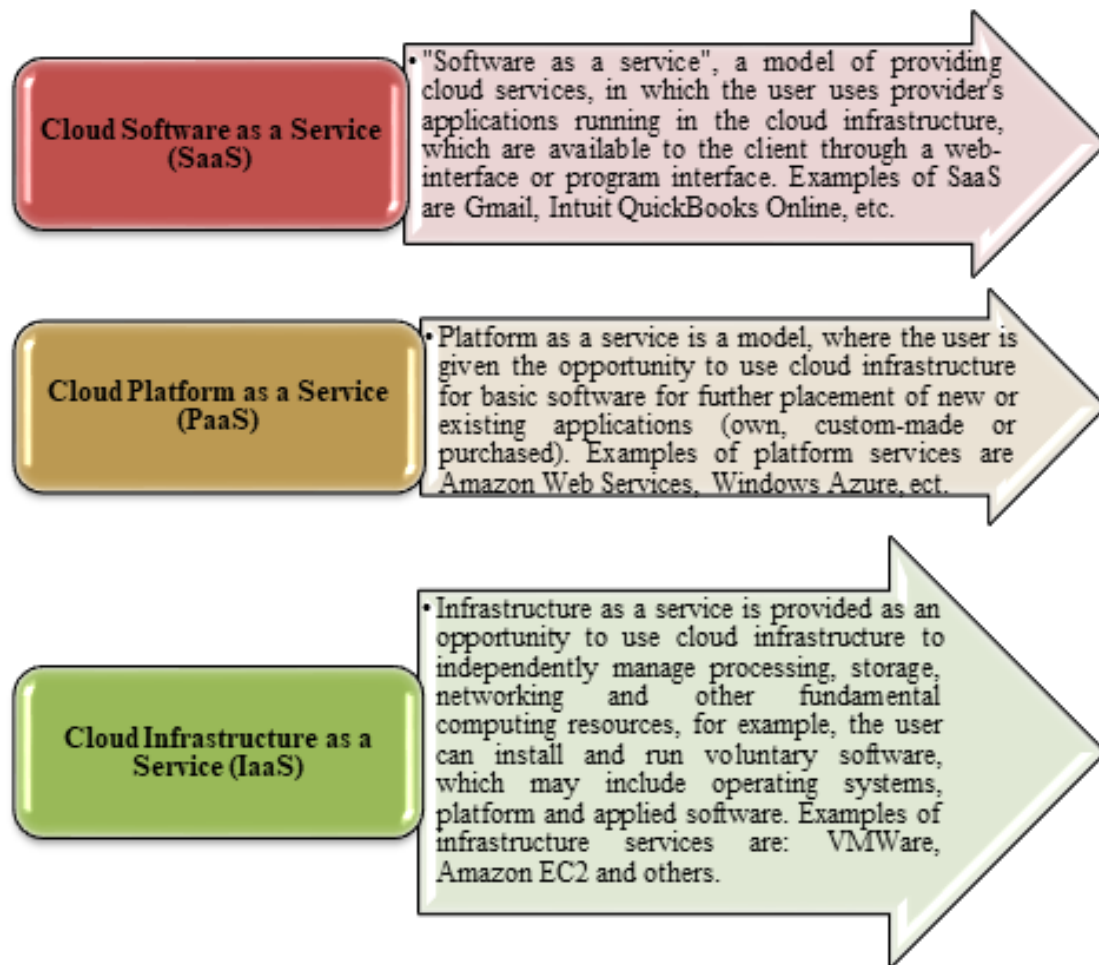 Cloud Software as a Service
(SaaS)
• "Software as a service", a model of providing
cloud services, in which the user uses provider's
applications running in the cloud infrastructure,
which are available to the client through a web-
interface or program interface. Examples of SaaS
are Gmail, Intuit QuickBooks Online, etc.
Cloud Platform as a Service
(PaaS)
• Platform as a service is a model, where the user is
given the opportunity to use cloud infrastructure
for basic software for further placement of new or
existing applications (own, custom-made or
purchased). Examples of platform services are
Amazon Web Services, Windows Azure, ect.
Cloud Infrastructure as a
Service (IaaS)
• Infrastructure as a service is provided as an
opportunity to use cloud infrastructure to
independently manage processing, storage,
networking and other fundamental
computing resources, for example, the user
can install and run voluntary software,
which may include operating systems,
platform and applied software. Examples of
infrastructure services are: VMWare,
Amazon EC2 and others.